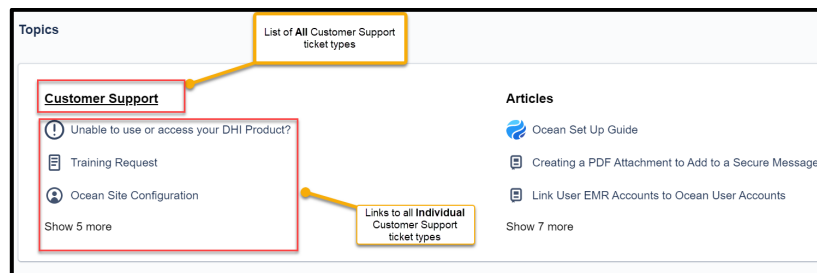 Topics
List of All Customer Support
ticket types
Customer Support
Unable to use or access your DHI Product?
Training Request
Ocean Site Configuration
Show 5 more
Links to all Individual
Customer Support
ticket types
Articles
Ocean Set Up Guide
Creating a PDF Attachment to Add to a Secure Message
Link User EMR Accounts to Ocean User Accounts
Show 7 more